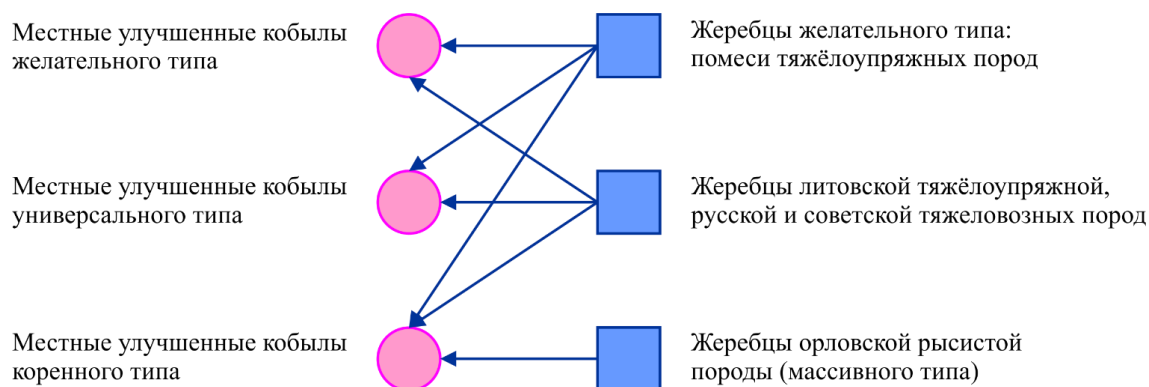 Местные улучшенные кобылы
желательного типа
Жеребцы желательного типа:
помеси тяжёлоупряжных пород
Местные улучшенные кобылы
универсального типа
Жеребцы литовской тяжёлоупряжной,
русской и советской тяжеловозных пород
Местные улучшенные кобылы
коренного типа
Жеребцы орловской рысистой
породы (массивного типа)